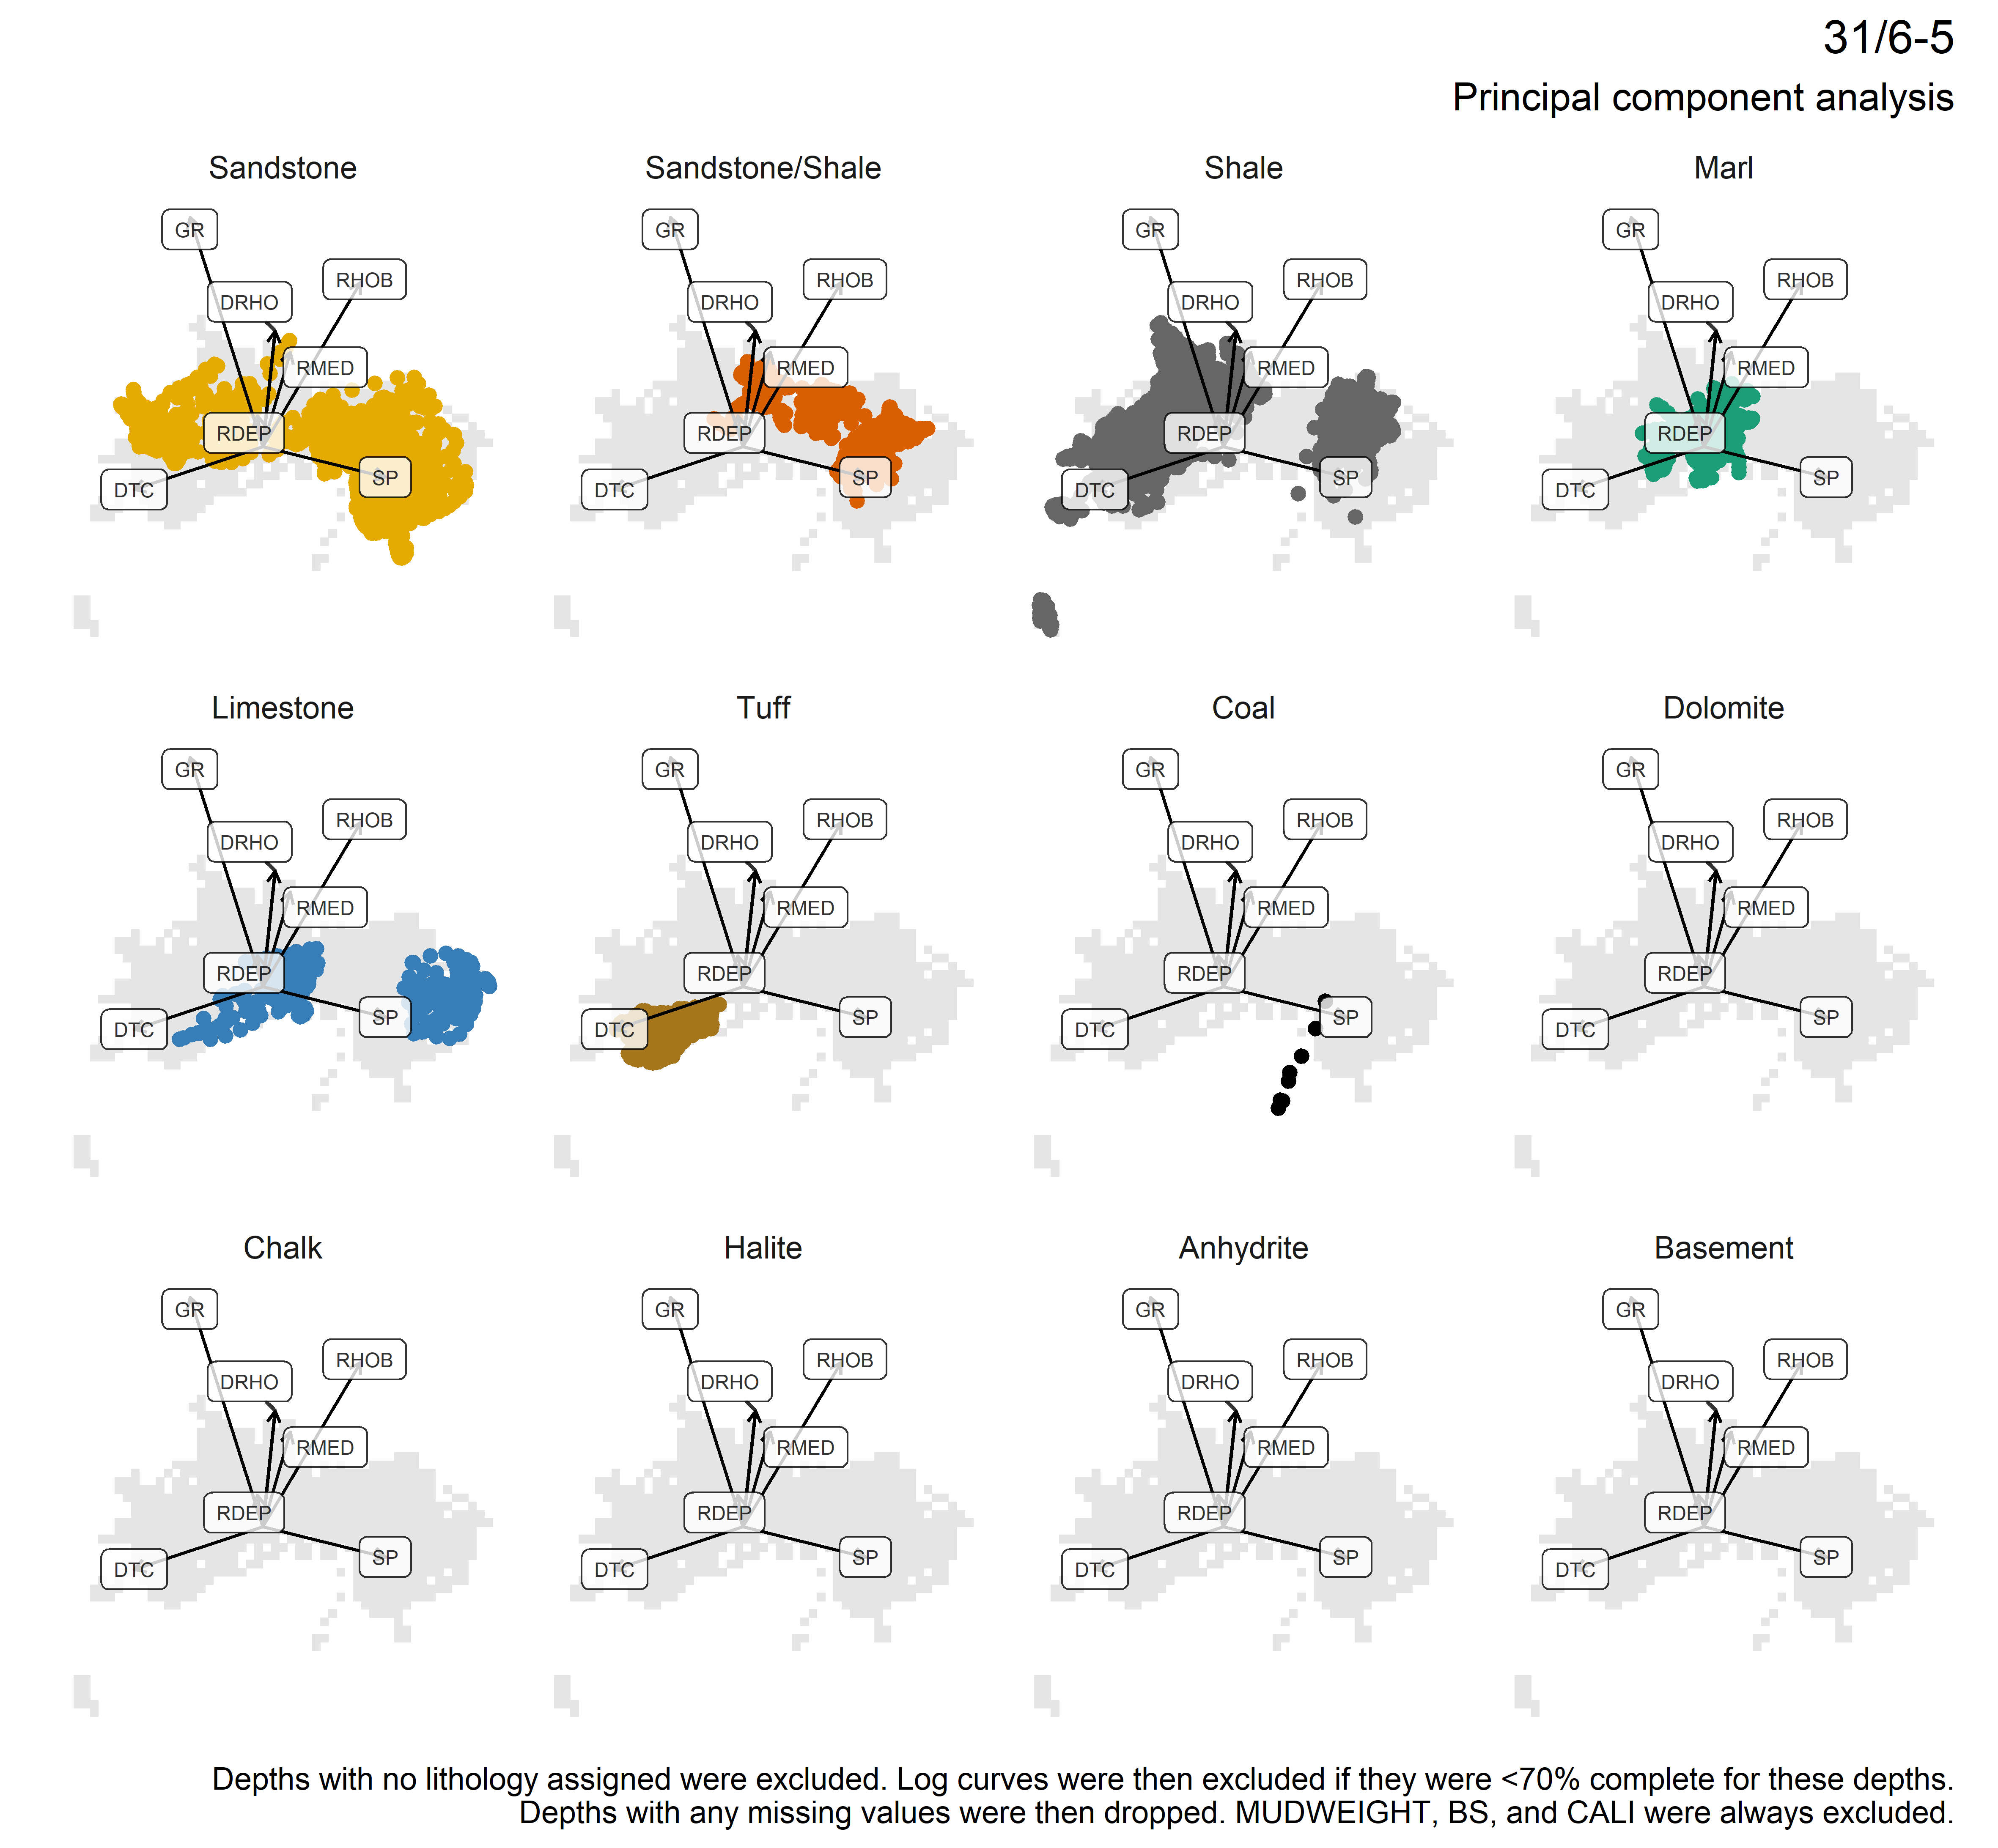 31/6-5
Principal component analysis
Sandstone
GR
DRHO
RHOB
RMED
RDEP
SP
DTC
Sandstone/Shale
GR
DRHO
RHOB
RMED
RDEP
SP
DTC
Shale
GR
DRHO
RHOB
RMED
RDEP
SP
DTC
Marl
GR
DRHO
RHOB
RMED
RDEP
SP
DTC
Limestone
GR
DRHO
RHOB
RMED
RDEP
SP
DTC
Tuff
GR
DRHO
RHOB
RMED
RDEP
SP
DTC
Coal
GR
DRHO
RHOB
RMED
RDEP
SP
DTC
Dolomite
GR
DRHO
RHOB
RMED
RDEP
SP
DTC
Chalk
GR
DRHO
RHOB
RMED
RDEP
SP
DTC
Halite
GR
DRHO
RHOB
RMED
RDEP
SP
DTC
Anhydrite
GR
DRHO
RHOB
RMED
RDEP
SP
DTC
Basement
GR
DRHO
RHOB
RMED
RDEP
SP
DTC
Depths with no lithology assigned were excluded. Log curves were then excluded if they were <70% complete for these depths.
Depths with any missing values were then dropped. MUDWEIGHT, BS, and CALI were always excluded.